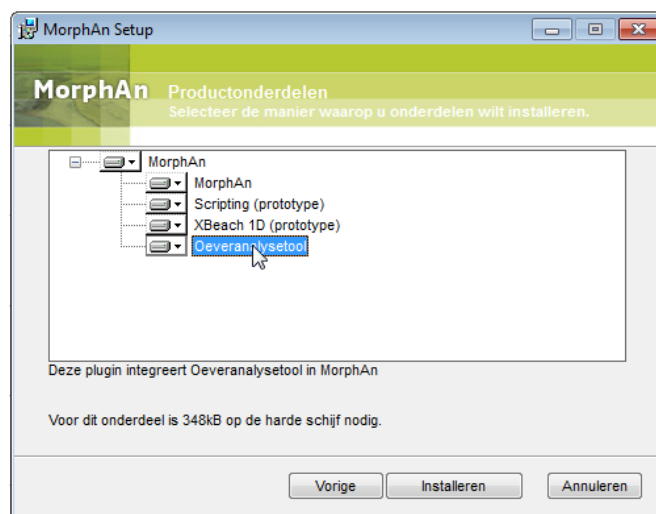 MorphAn Setup
MorphAn
Productonderdelen
Selecteer de manier waarop u onderdelen wilt installeren.
MorphAn
MorphAn
Scripting (prototype)
XBeach 1D (prototype)
Oeveranalysetool
Deze plugin integreert Oeveranalysetool in MorphAn
Voor dit onderdeel is 348kB op de harde schijf nodig.
Vorige
Installeren
Annuleren